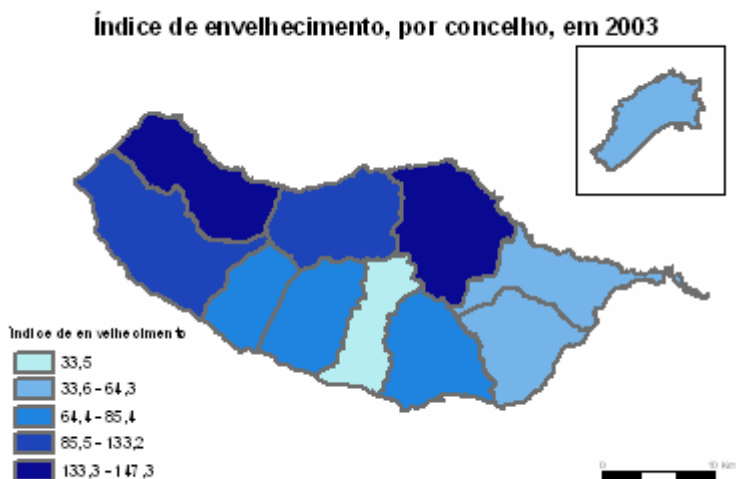 Índice de envelhecimento, por concelho, em 2003
Índice de envelhecimento
33,5
33,6 - 64,3
64,4 - 85,4
85,5 - 133,2
133,3 - 147,3
0 10 Km